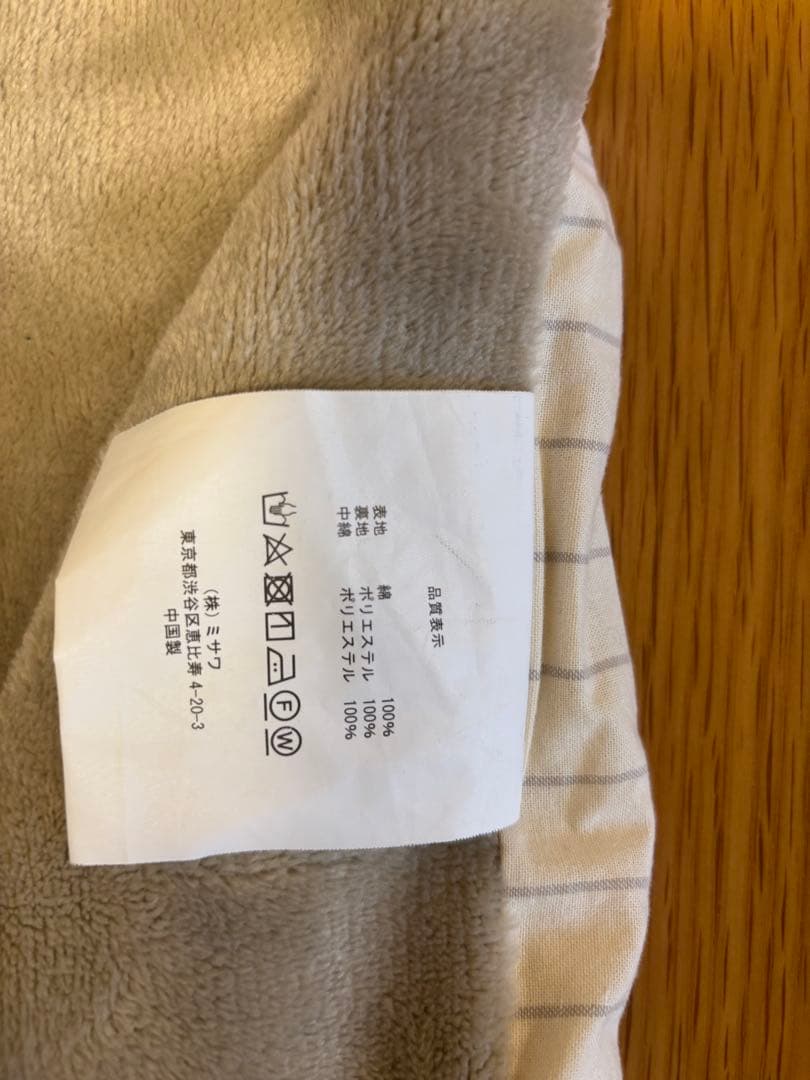 品質表示
表地 綿 100%
裏地 ポリエステル 100%
中綿 ポリエステル 100%
F W
(株)ミサワ
東京都渋谷区恵比寿 4-20-3
中国製